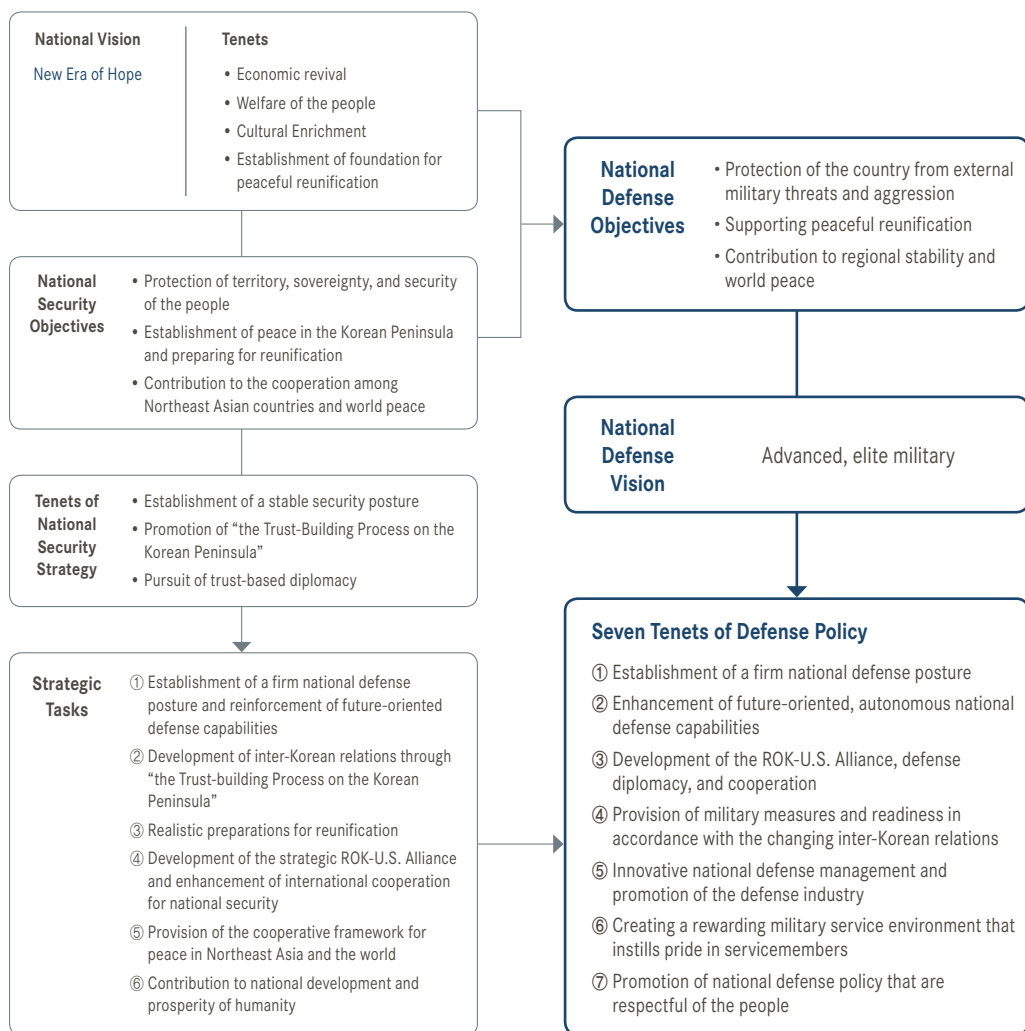 National Vision
New Era of Hope
Tenets
• Economic revival
• Welfare of the people
• Cultural Enrichment
• Establishment of foundation for
peaceful reunification
National
Security
Objectives
• Protection of territory, sovereignty, and security
of the people
• Establishment of peace in the Korean Peninsula
and preparing for reunification
• Contribution to the cooperation among
Northeast Asian countries and world peace
Tenets of
National
Security
Strategy
• Establishment of a stable security posture
• Promotion of “the Trust-Building Process on the
Korean Peninsula”
• Pursuit of trust-based diplomacy
Strategic
Tasks
① Establishment of a firm national defense
posture and reinforcement of future-oriented
defense capabilities
② Development of inter-Korean relations through
“the Trust-building Process on the Korean
Peninsula”
③ Realistic preparations for reunification
④ Development of the strategic ROK-U.S. Alliance
and enhancement of international cooperation
for national security
⑤ Provision of the cooperative framework for
peace in Northeast Asia and the world
⑥ Contribution to national development and
prosperity of humanity
National
Defense
Objectives
• Protection of the country from external
military threats and aggression
• Supporting peaceful reunification
• Contribution to regional stability and
world peace
National
Defense
Vision
Advanced, elite military
Seven Tenets of Defense Policy
① Establishment of a firm national defense posture
② Enhancement of future-oriented, autonomous national
defense capabilities
③ Development of the ROK-U.S. Alliance, defense
diplomacy, and cooperation
④ Provision of military measures and readiness in
accordance with the changing inter-Korean relations
⑤ Innovative national defense management and
promotion of the defense industry
⑥ Creating a rewarding military service environment that
instills pride in servicemembers
⑦ Promotion of national defense policy that are
respectful of the people